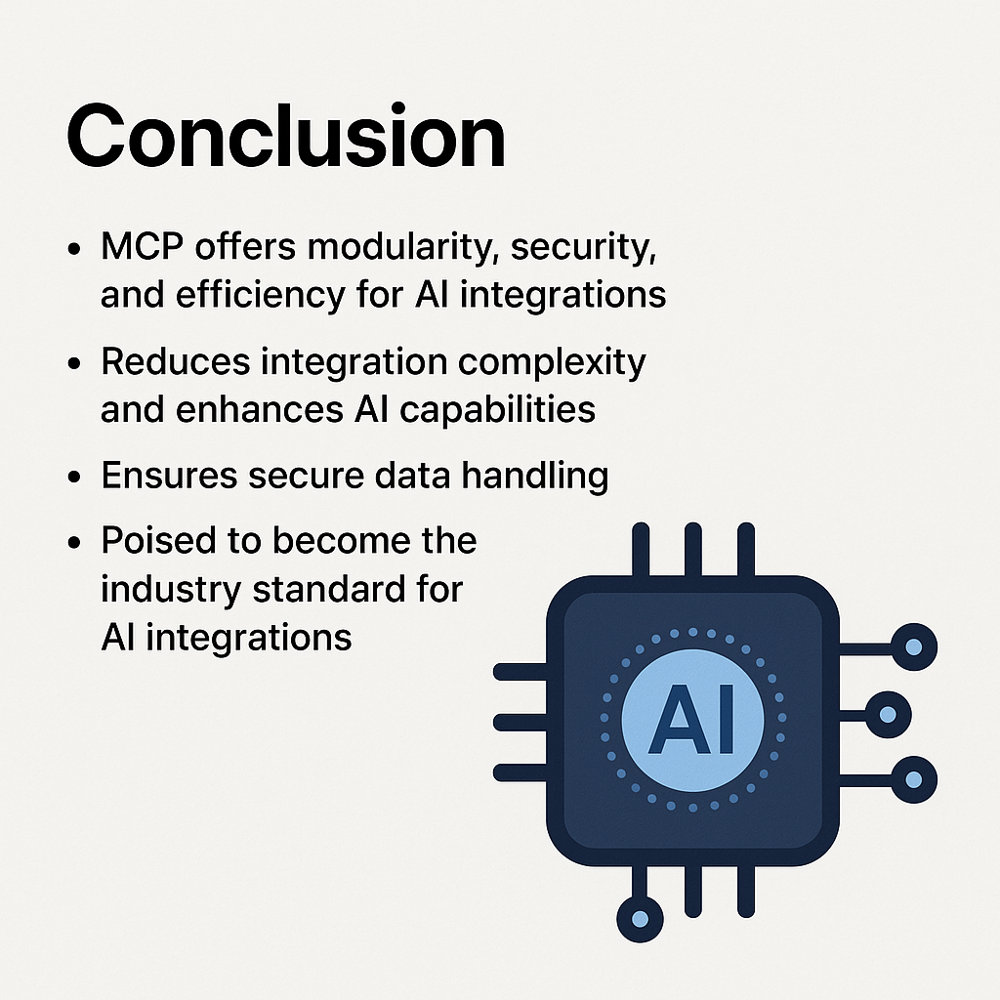 Conclusion
• MCP offers modularity, security,
and efficiency for AI integrations
• Reduces integration complexity
and enhances AI capabilities
• Ensures secure data handling
• Poised to become the
industry standard for
AI integrations
AI